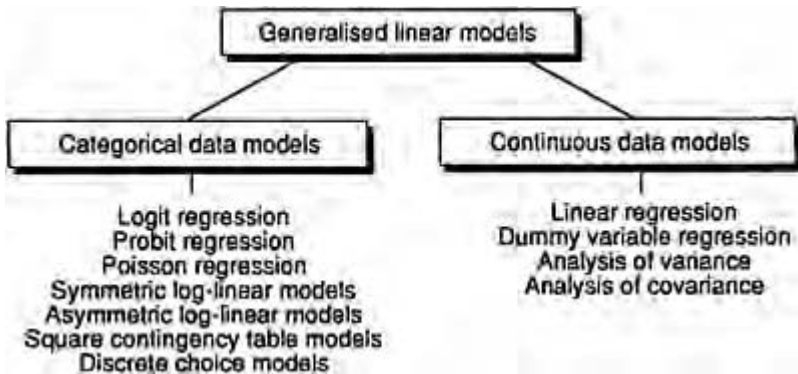 Generalised linear models
Categorical data models
Logit regression
Probit regression
Poisson regression
Symmetric log-linear models
Asymmetric log-linear models
Square contingency table models
Discrete choice models
Continuous data models
Linear regression
Dummy variable regression
Analysis of variance
Analysis of covariance